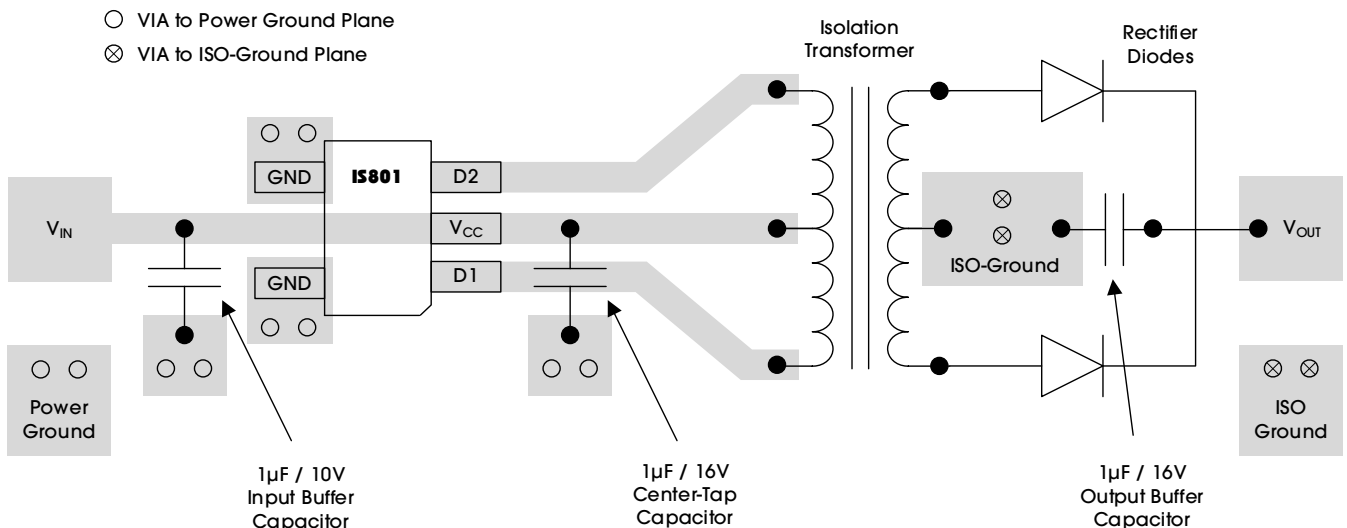 VIA to Power Ground Plane
VIA to ISO-Ground Plane
Isolation
Transformer
Rectifier
Diodes
GND
IS801
D2
VIN
VCC
GND
D1
ISO-Ground
VOUT
Power
Ground
ISO
Ground
1µF / 10V
Input Buffer
Capacitor
1µF / 16V
Center-Tap
Capacitor
1µF / 16V
Output Buffer
Capacitor